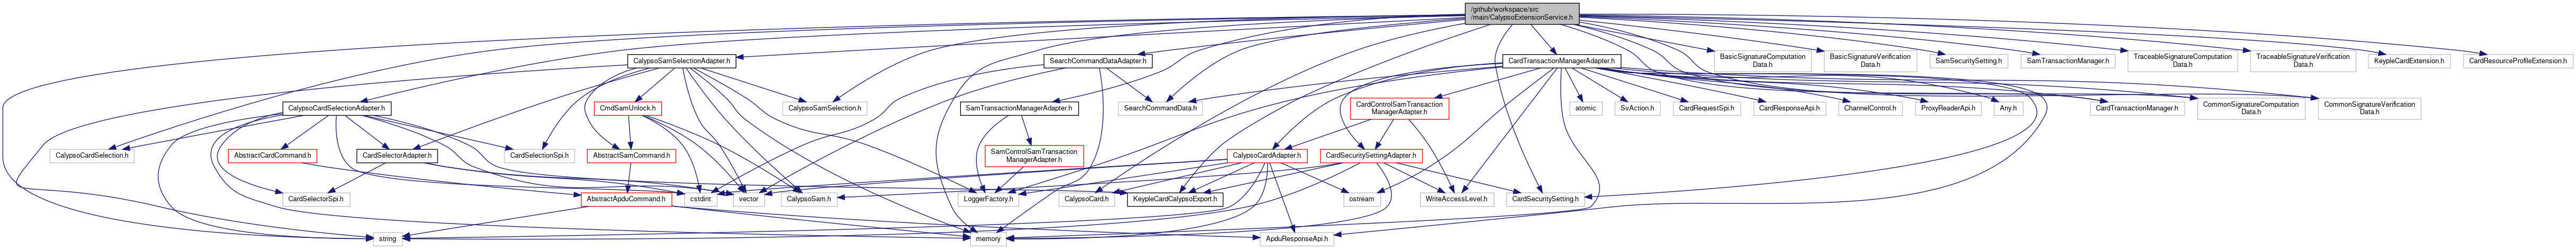 /github/workspace/src
/main/CalypsoExtensionService.h
CalypsoSamSelectionAdapter.h
SearchCommandDataAdapter.h
CardTransactionManagerAdapter.h
BasicSignatureComputation
Data.h
BasicSignatureVerification
Data.h
SamSecuritySetting.h
SamTransactionManager.h
TraceableSignatureComputation
Data.h
TraceableSignatureVerification
Data.h
KeypleCardExtension.h
CardResourceProfileExtension.h
CalypsoCardSelectionAdapter.h
CmdSamUnlock.h
CalypsoSamSelection.h
SamTransactionManagerAdapter.h
SearchCommandData.h
CardControlSamTransaction
ManagerAdapter.h
atomic
SvAction.h
CardRequestSpi.h
CardResponseApi.h
ChannelControl.h
ProxyReaderApi.h
Any.h
CardTransactionManager.h
CommonSignatureComputation
Data.h
CommonSignatureVerification
Data.h
CalypsoCardSelection.h
AbstractCardCommand.h
CardSelectorAdapter.h
CardSelectionSpi.h
AbstractSamCommand.h
SamControlSamTransaction
ManagerAdapter.h
CalypsoCardAdapter.h
CardSecuritySettingAdapter.h
CardSelectorSpi.h
AbstractApduCommand.h
cstdint
vector
CalypsoSam.h
LoggerFactory.h
CalypsoCard.h
KeypleCardCalypsoExport.h
ostream
WriteAccessLevel.h
CardSecuritySetting.h
string
memory
ApduResponseApi.h